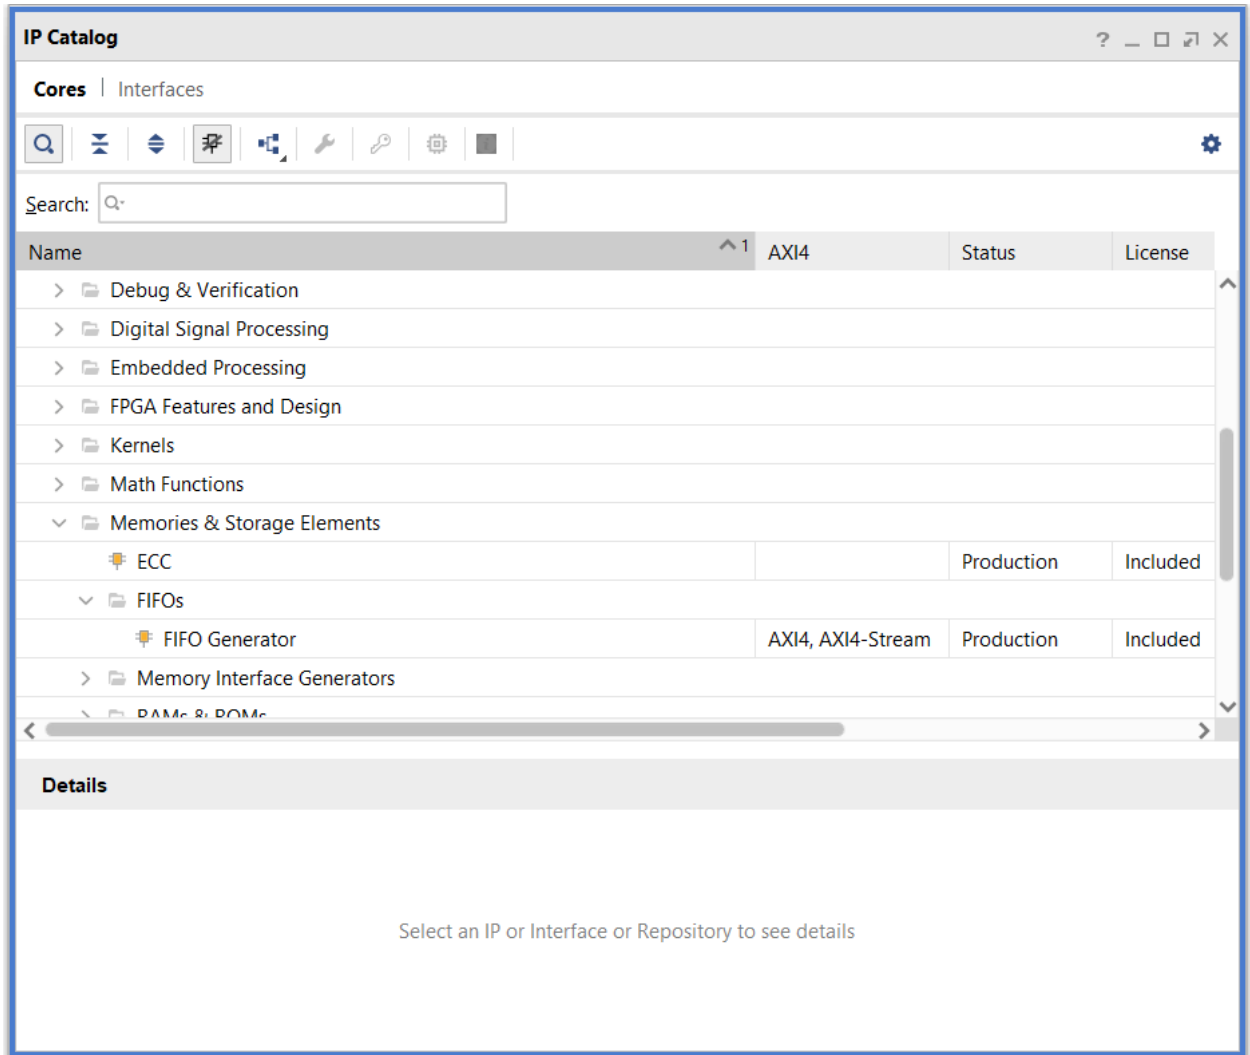 IP Catalog
Cores | Interfaces
Search:
Name 1 AXI4 Status License
Debug & Verification
Digital Signal Processing
Embedded Processing
FPGA Features and Design
Kernels
Math Functions
Memories & Storage Elements
ECC Production Included
FIFOs
FIFO Generator AXI4, AXI4-Stream Production Included
Memory Interface Generators
RAMs & ROMs
Details
Select an IP or Interface or Repository to see details